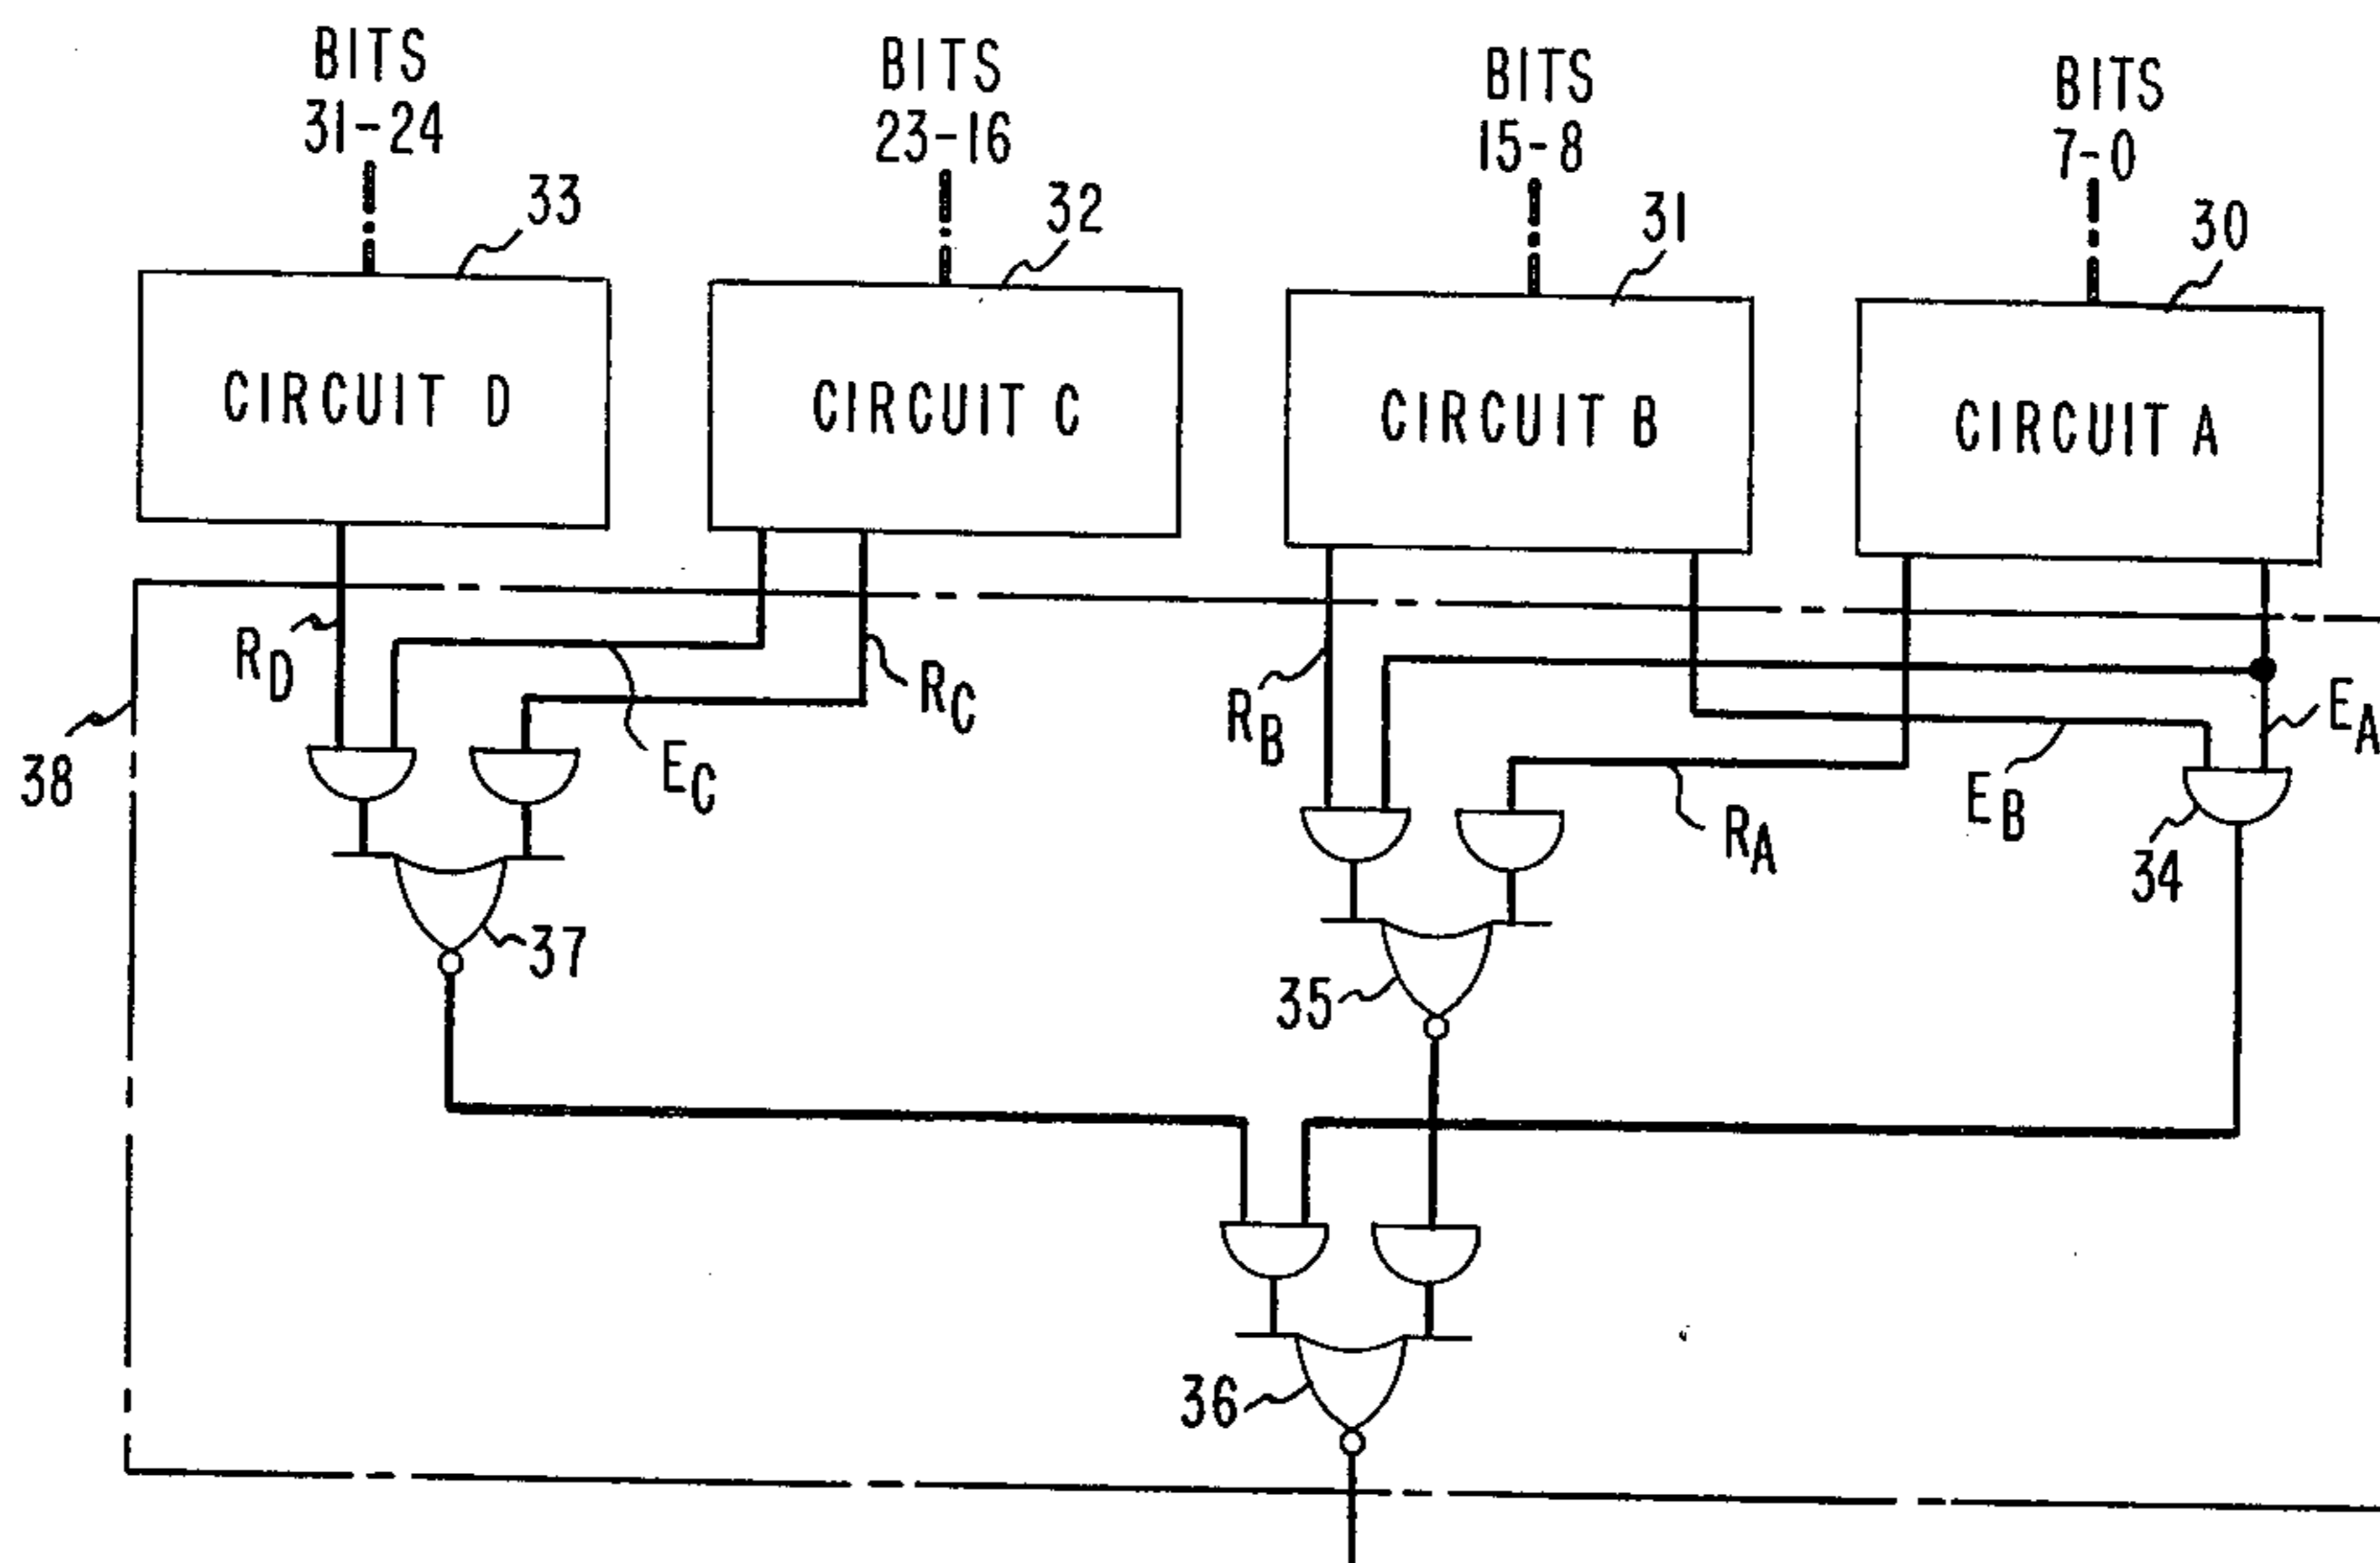 BITS
31-24
BITS
23-16
BITS
15-8
BITS
7-0
33
32
31
30
CIRCUIT D
CIRCUIT C
CIRCUIT B
CIRCUIT A
RD
RC
RB
EA
38
EC
EB
RA
34
37
35
36